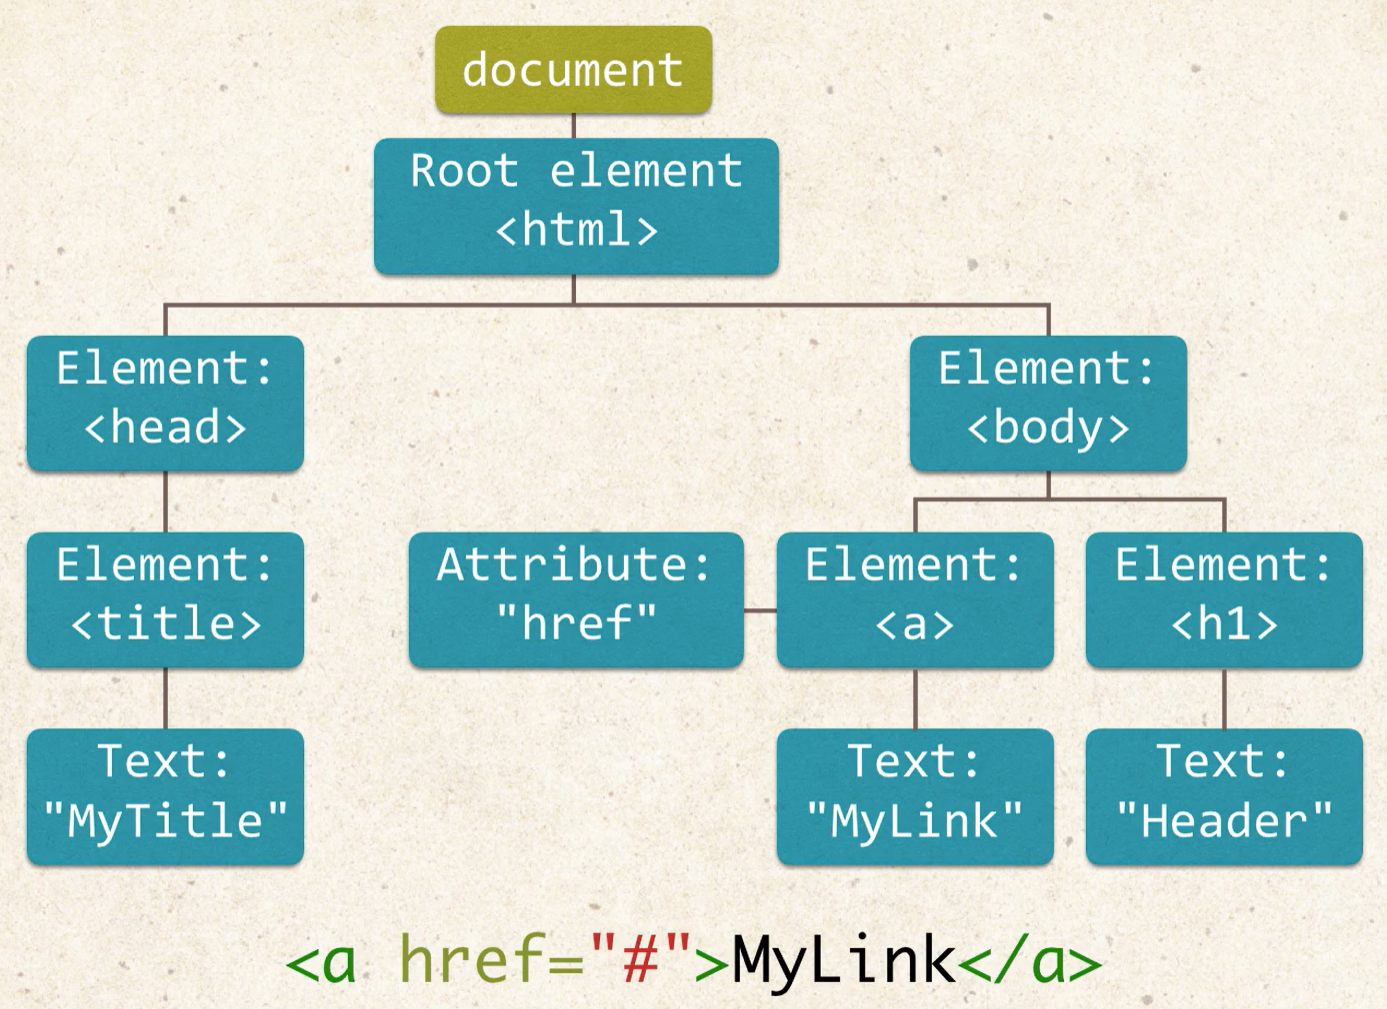 document
Root element
<html>
Element:
<head>
Element:
<body>
Element:
<title>
Attribute:
"href"
Element:
<a>
Element:
<h1>
Text:
"MyTitle"
Text:
"MyLink"
Text:
"Header"
<a href="#">MyLink</a>